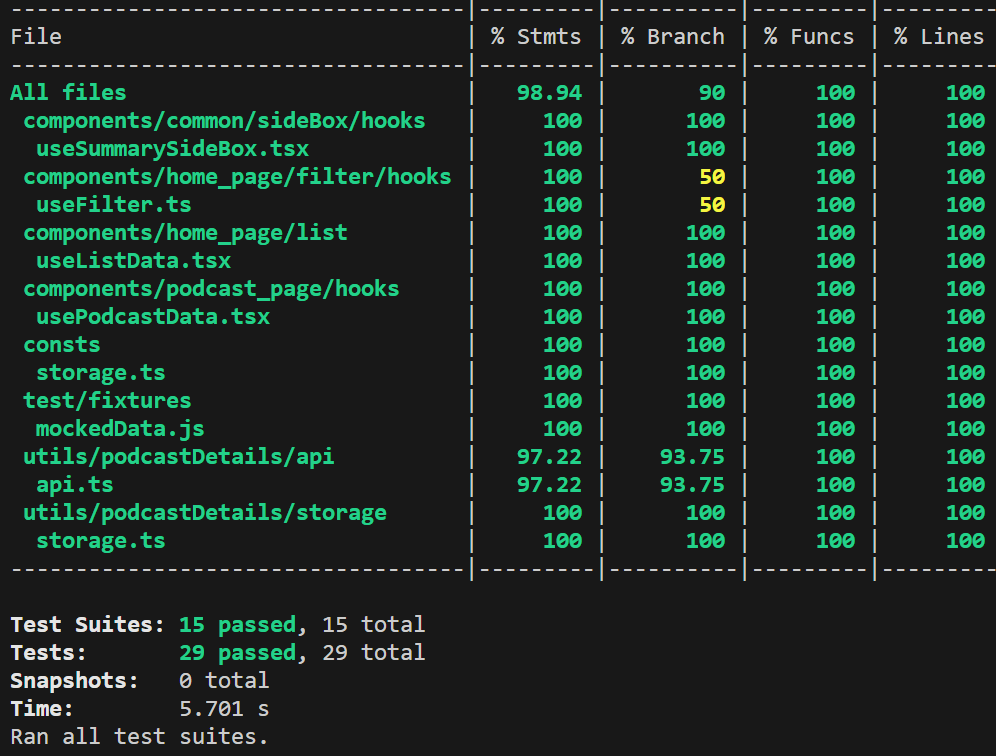 -----------------------------------|---------|----------|---------|---------
File                               | % Stmts | % Branch | % Funcs | % Lines
-----------------------------------|---------|----------|---------|---------
All files                          |   98.94 |       90 |     100 |     100
 components/common/sideBox/hooks   |     100 |      100 |     100 |     100
  useSummarySideBox.tsx            |     100 |      100 |     100 |     100
 components/home_page/filter/hooks |     100 |       50 |     100 |     100
  useFilter.ts                     |     100 |       50 |     100 |     100
 components/home_page/list         |     100 |      100 |     100 |     100
  useListData.tsx                  |     100 |      100 |     100 |     100
 components/podcast_page/hooks     |     100 |      100 |     100 |     100
  usePodcastData.tsx               |     100 |      100 |     100 |     100
 consts                            |     100 |      100 |     100 |     100
  storage.ts                       |     100 |      100 |     100 |     100
 test/fixtures                     |     100 |      100 |     100 |     100
  mockedData.js                    |     100 |      100 |     100 |     100
 utils/podcastDetails/api          |   97.22 |    93.75 |     100 |     100
  api.ts                           |   97.22 |    93.75 |     100 |     100
 utils/podcastDetails/storage      |     100 |      100 |     100 |     100
  storage.ts                       |     100 |      100 |     100 |     100
-----------------------------------|---------|----------|---------|---------

Test Suites: 15 passed, 15 total
Tests:       29 passed, 29 total
Snapshots:   0 total
Time:        5.701 s
Ran all test suites.